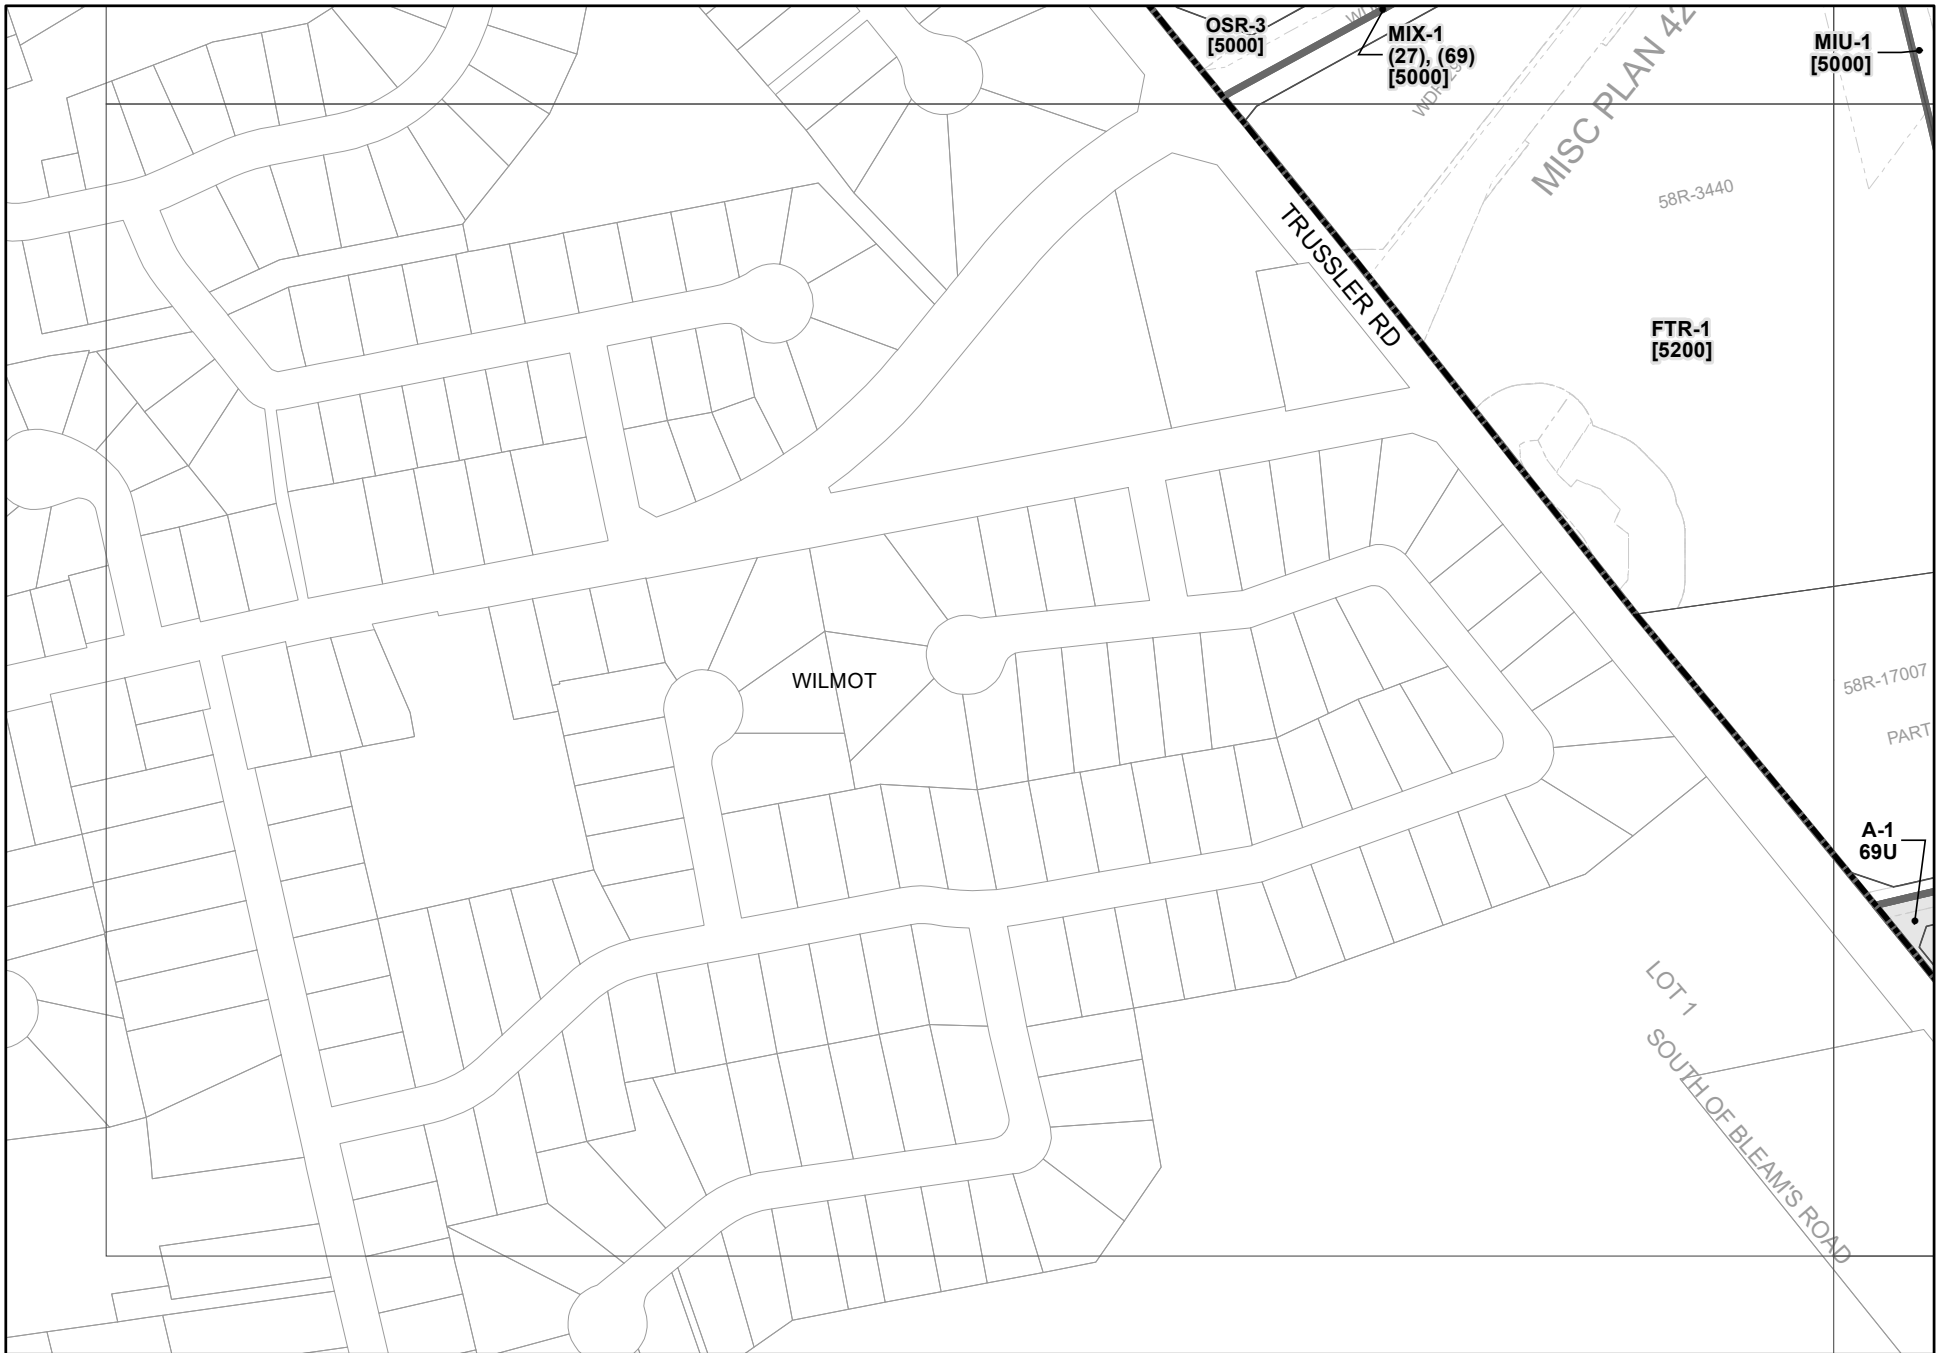 OSR-3
[5000]
MIX-1
(27), (69)
[5000]
MISC PLAN 42
MIU-1
[5000]
58R-3440
TRUSSLER RD
FTR-1
[5200]
WILMOT
58R-17007
PART
A-1
69U
LOT 1
SOUTH OF BLEAM'S ROAD